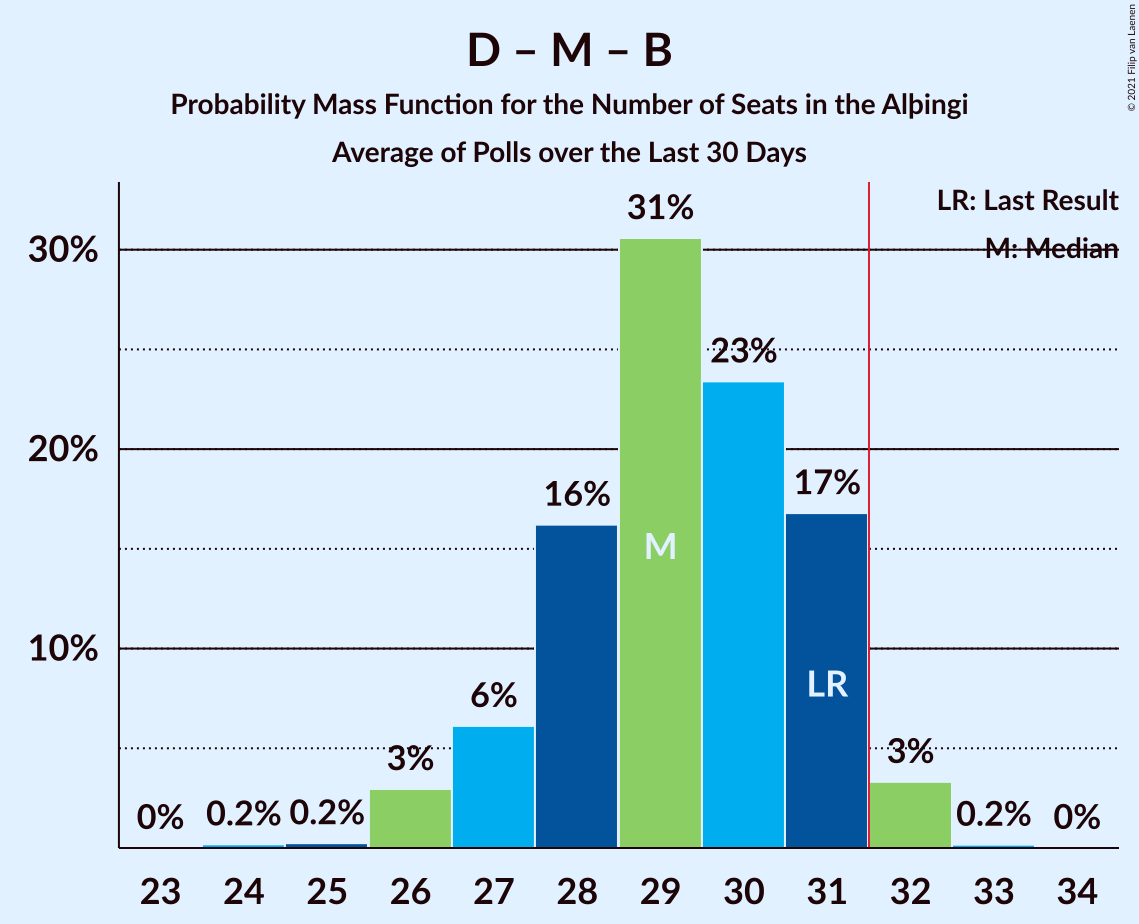 D – M – B
Probability Mass Function for the Number of Seats in the Alþingi
Average of Polls over the Last 30 Days
© 2021 Filip van Laenen
LR: Last Result
M: Median
30%
20%
10%
0%
0.2%
0.2%
3%
6%
16%
31%
23%
17%
3%
0.2%
0%
M
LR
23 24 25 26 27 28 29 30 31 32 33 34